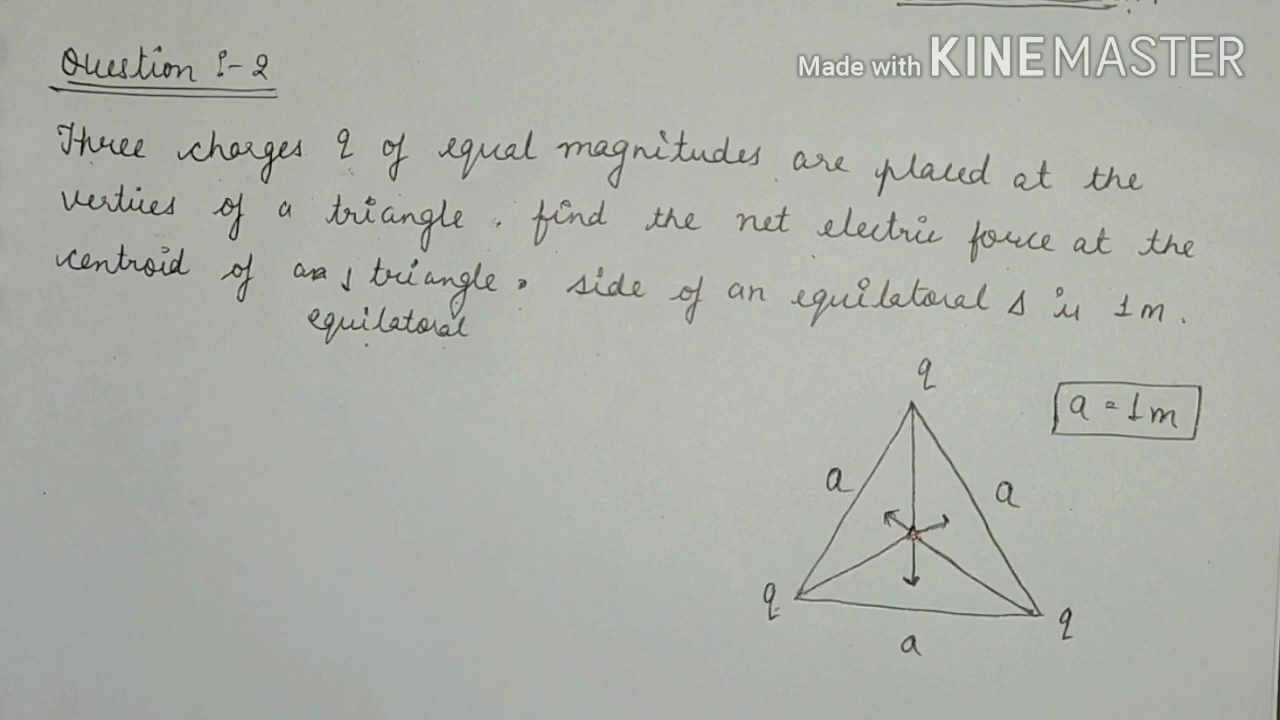 Made with KINEMASTER
Question :- 2
Three charges q of equal magnitudes are placed at the
vertices of a triangle . find the net electric force at the
centroid of an triangle . side of an equilatoral Δ is 1m .
equilatoral
q
a = 1m
a
a
q
q
a